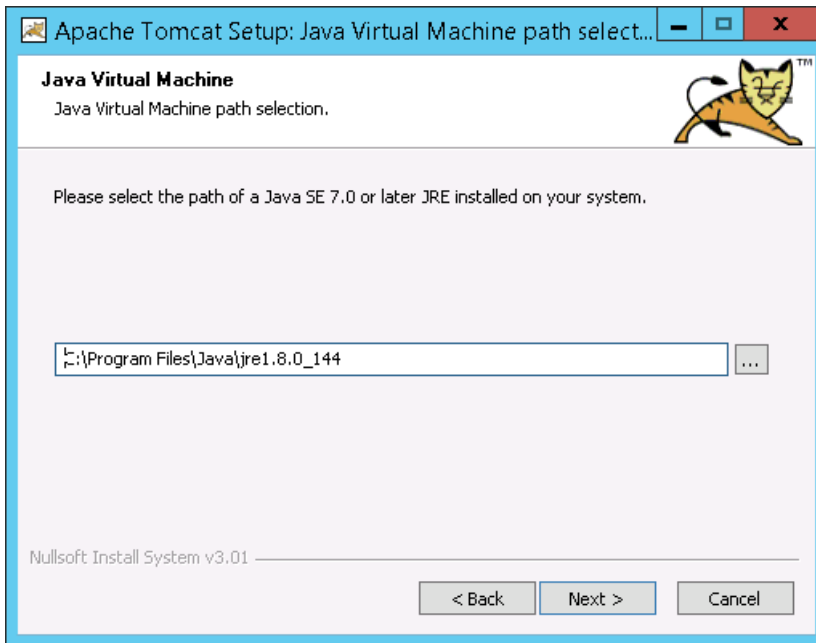 Apache Tomcat Setup: Java Virtual Machine path select...
Java Virtual Machine
Java Virtual Machine path selection.
TM
Please select the path of a Java SE 7.0 or later JRE installed on your system.
C:\Program Files\Java\jre1.8.0_144
...
Nullsoft Install System v3.01
< Back
Next >
Cancel